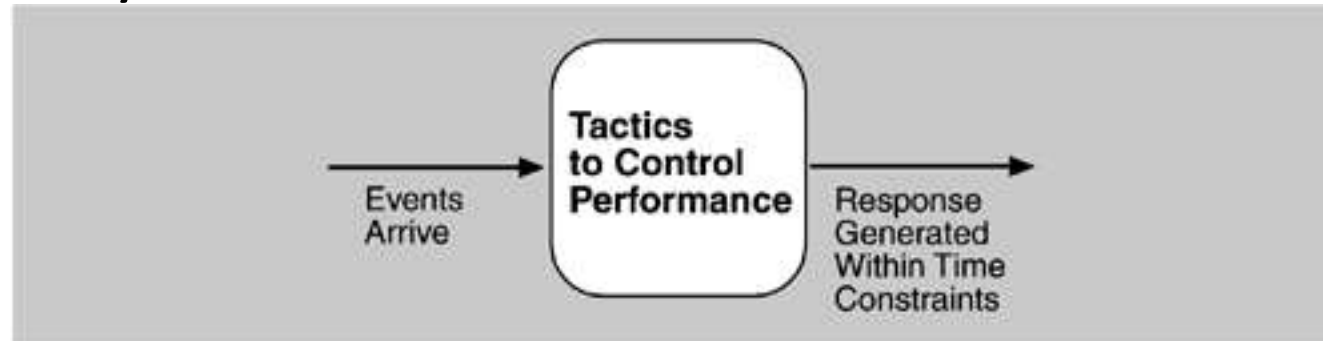 Events
Arrive
Tactics
to Control
Performance
Response
Generated
Within Time
Constraints